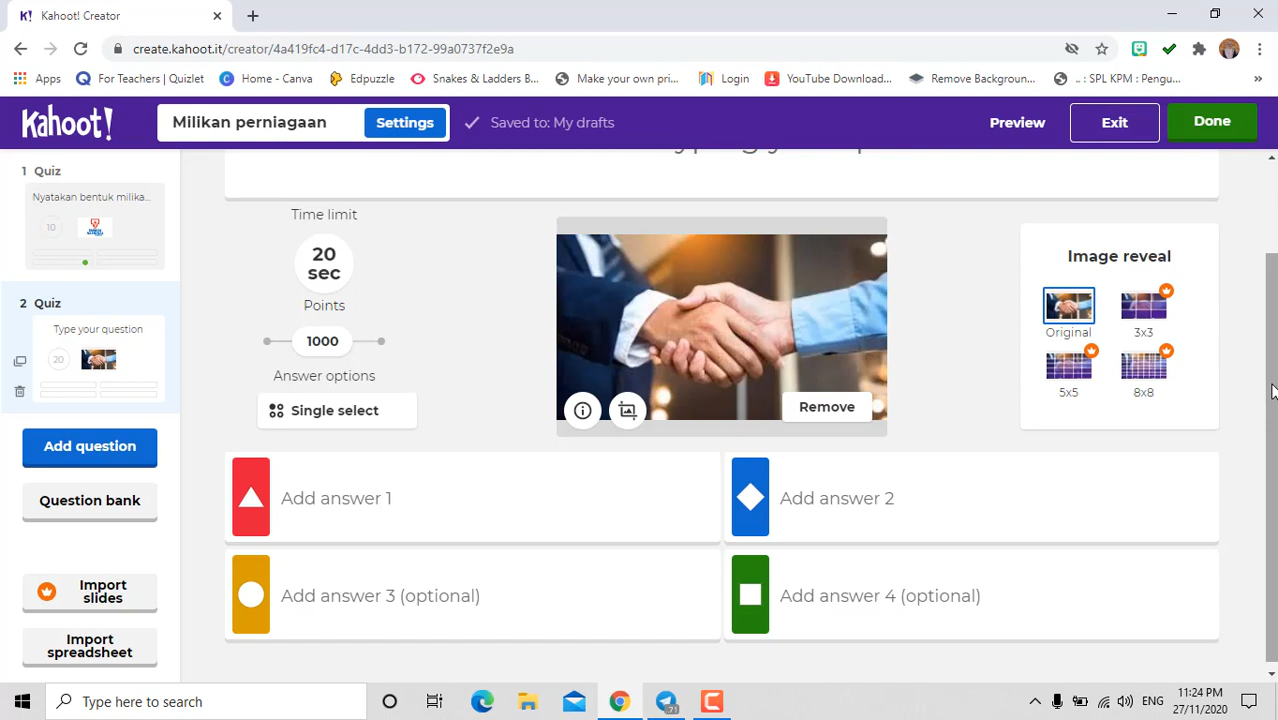 Kahoot! Creator
create.kahoot.it/creator/4a419fc4-d17c-4dd3-b172-99a0737f2e9a
Apps
For Teachers | Quizlet
Home - Canva
Edpuzzle
Snakes & Ladders B...
Make your own pri...
Login
YouTube Download...
Remove Backgroun...
.. : SPL KPM : Pengu...
»
Kahoot!
Milikan perniagaan
Settings
Saved to: My drafts
Preview
Exit
Done
1 Quiz
Nyatakan bentuk milika...
10
2 Quiz
Type your question
20
Add question
Question bank
Import slides
Import spreadsheet
Time limit
20 sec
Points
1000
Answer options
Single select
Remove
Image reveal
Original
3x3
5x5
8x8
Add answer 1
Add answer 2
Add answer 3 (optional)
Add answer 4 (optional)
Type here to search
71
ENG
11:24 PM
27/11/2020